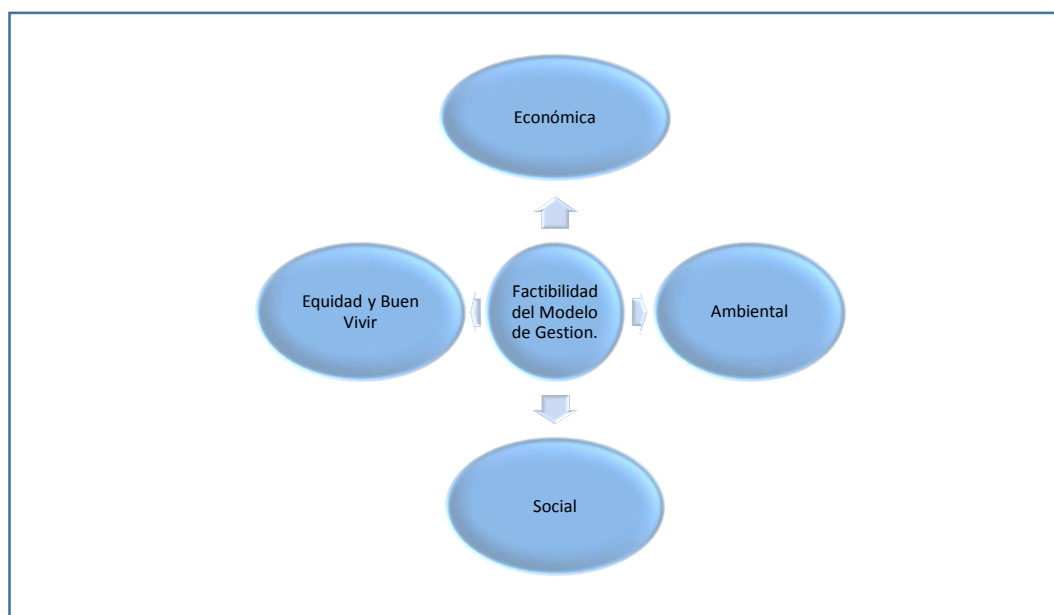 Económica
Equidad y Buen
Vivir
Factibilidad
del Modelo
de Gestion.
Ambiental
Social